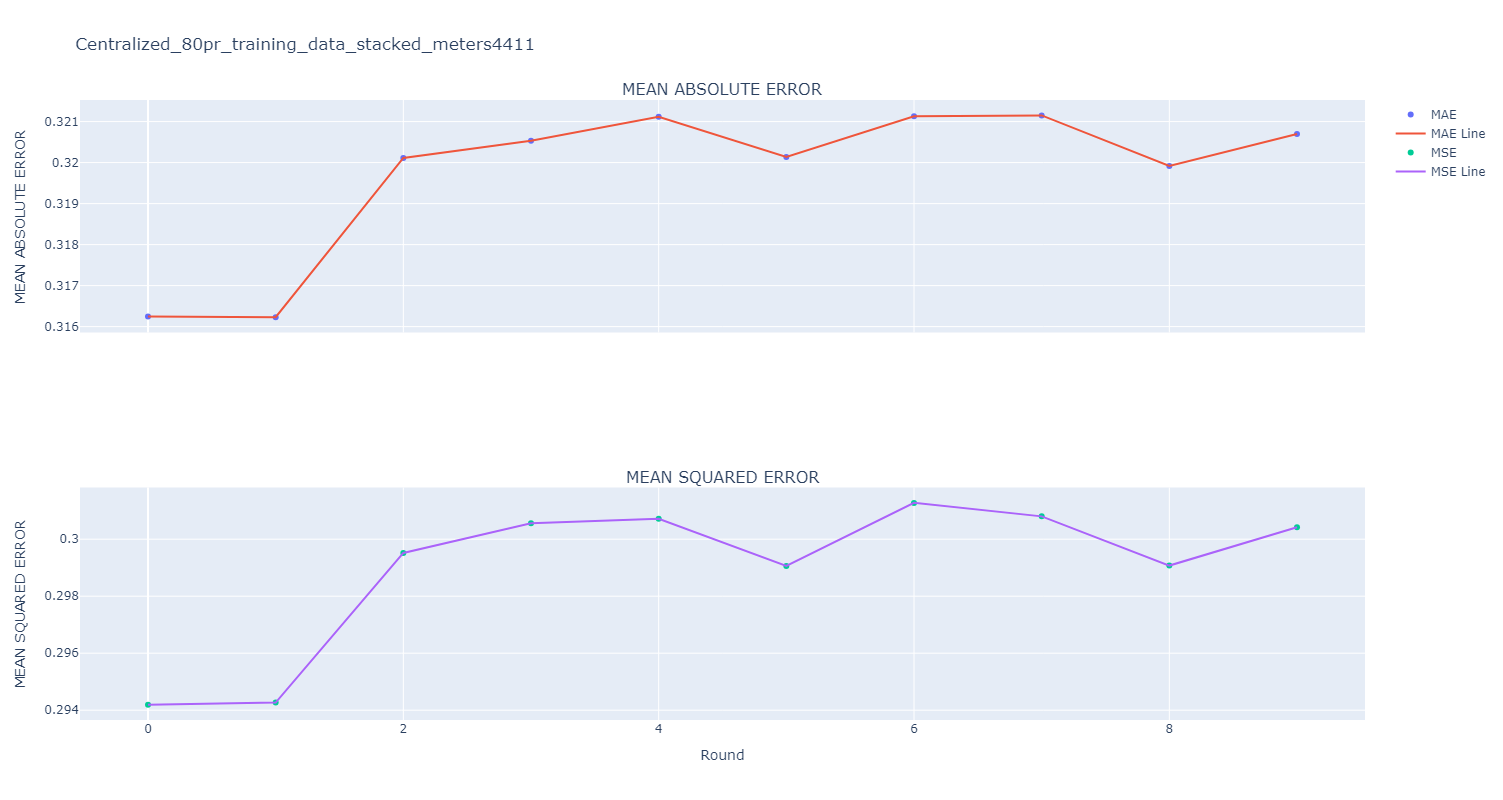 Centralized_80pr_training_data_stacked_meters4411
MEAN ABSOLUTE ERROR
MEAN ABSOLUTE ERROR
0.321
0.32
0.319
0.318
0.317
0.316
MAE
MAE Line
MSE
MSE Line
MEAN SQUARED ERROR
MEAN SQUARED ERROR
0.3
0.298
0.296
0.294
0 2 4 6 8
Round